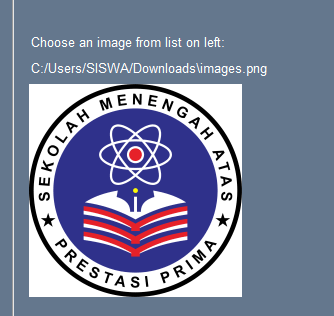 Choose an image from list on left:
C:/Users/SISWA/Downloads\images.png
SEKOLAH MENENGAH ATAS
PRESTASI PRIMA